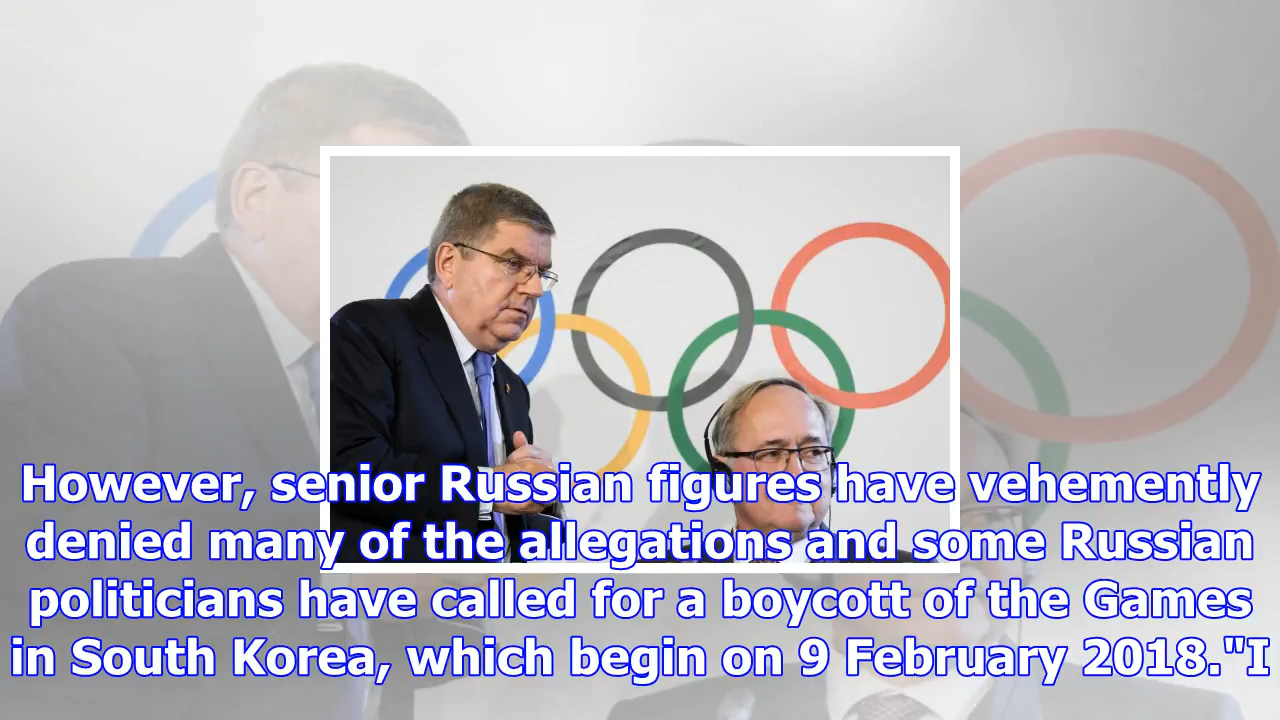 However, senior Russian figures have vehemently
denied many of the allegations and some Russian
politicians have called for a boycott of the Games
in South Korea, which begin on 9 February 2018."I